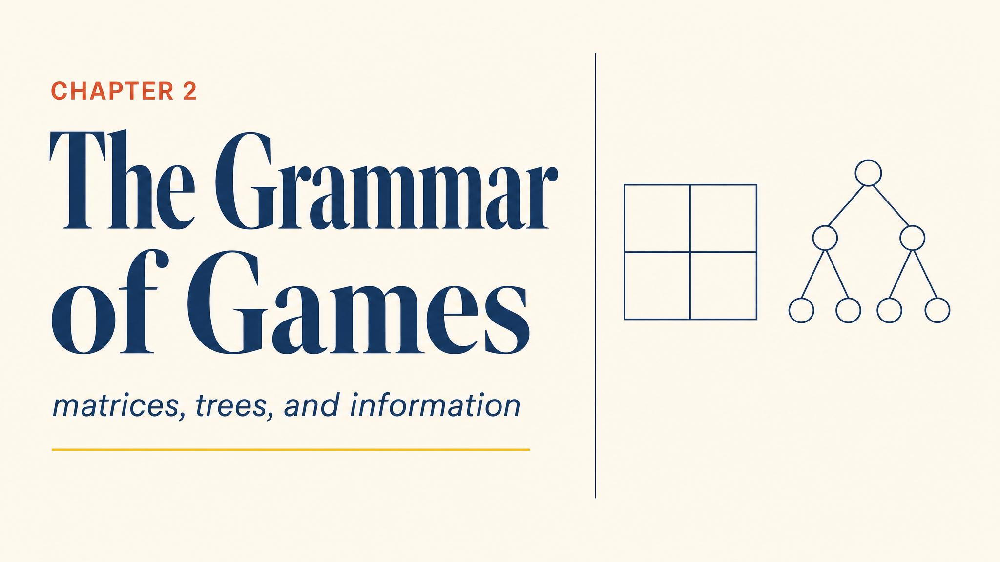 CHAPTER 2
The Grammar
of Games
matrices, trees, and information